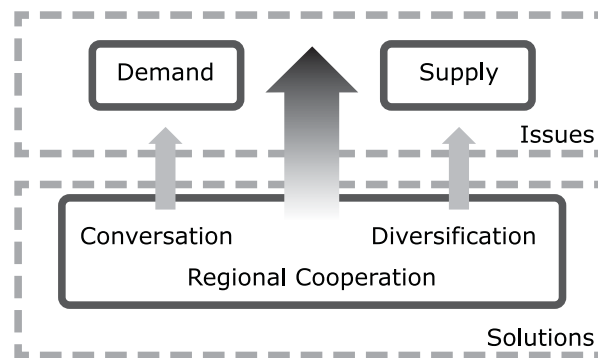 Demand Supply
Issues
Conversation Diversification
Regional Cooperation
Solutions